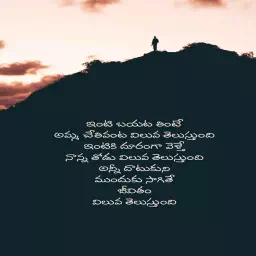 ఇంటి బయట తింటే
అమ్మ చేతివంట విలువ తెలుస్తుంది
ఇంటికి దూరంగా వెళ్తే
నాన్న తోడు విలువ తెలుస్తుంది
అన్నీ దాటుకుని
ముందుకు సాగితే
జీవితం
విలువ తెలుస్తుంది